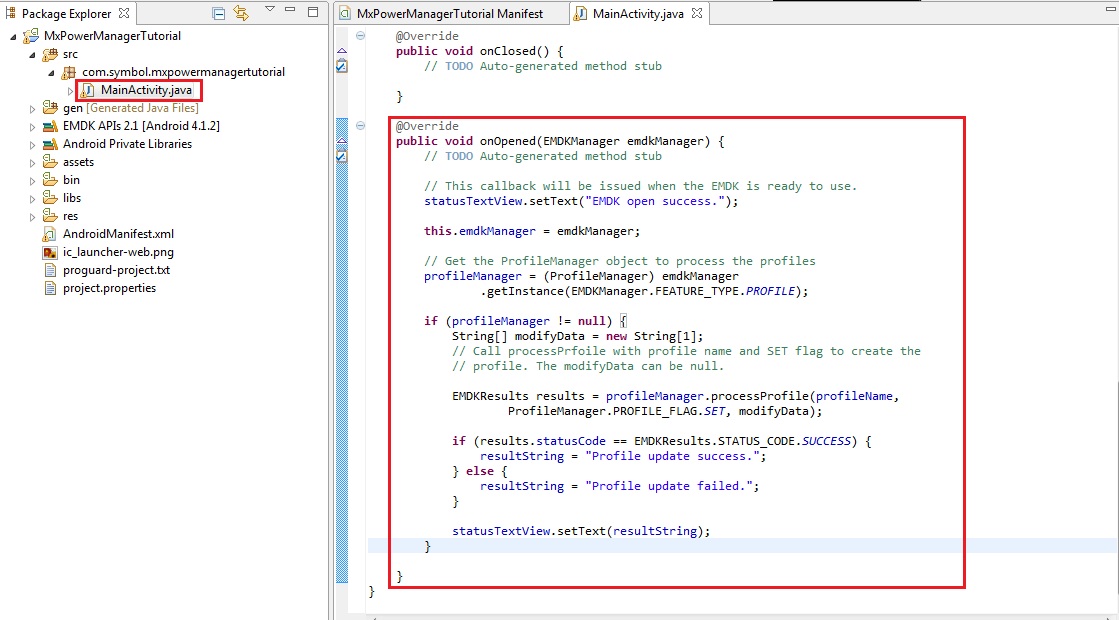 Package Explorer
MxPowerManagerTutorial
src
com.symbol.mxpowermanagertutorial
MainActivity.java
gen [Generated Java Files]
EMDK APIs 2.1 [Android 4.1.2]
Android Private Libraries
assets
bin
libs
res
AndroidManifest.xml
ic_launcher-web.png
proguard-project.txt
project.properties
MxPowerManagerTutorial Manifest
MainActivity.java
@Override
public void onClosed() {
// TODO Auto-generated method stub
}
@Override
public void onOpened(EMDKManager emdkManager) {
// TODO Auto-generated method stub
// This callback will be issued when the EMDK is ready to use.
statusTextView.setText("EMDK open success.");
this.emdkManager = emdkManager;
// Get the ProfileManager object to process the profiles
profileManager = (ProfileManager) emdkManager
.getInstance(EMDKManager.FEATURE_TYPE.PROFILE);
if (profileManager != null) {
String[] modifyData = new String[1];
// Call processPrfoile with profile name and SET flag to create the
// profile. The modifyData can be null.
EMDKResults results = profileManager.processProfile(profileName,
ProfileManager.PROFILE_FLAG.SET, modifyData);
if (results.statusCode == EMDKResults.STATUS_CODE.SUCCESS) {
resultString = "Profile update success.";
} else {
resultString = "Profile update failed.";
}
statusTextView.setText(resultString);
}
}
}